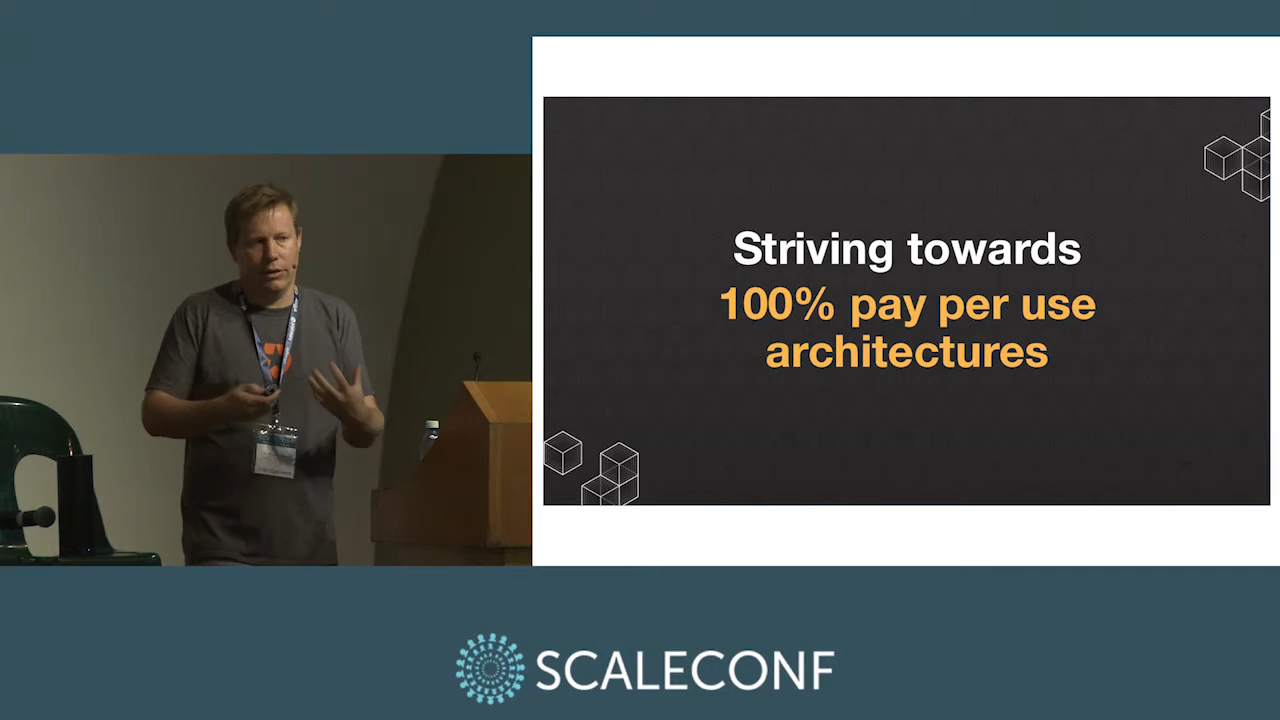 Striving towards
100% pay per use
architectures
SCALECONF